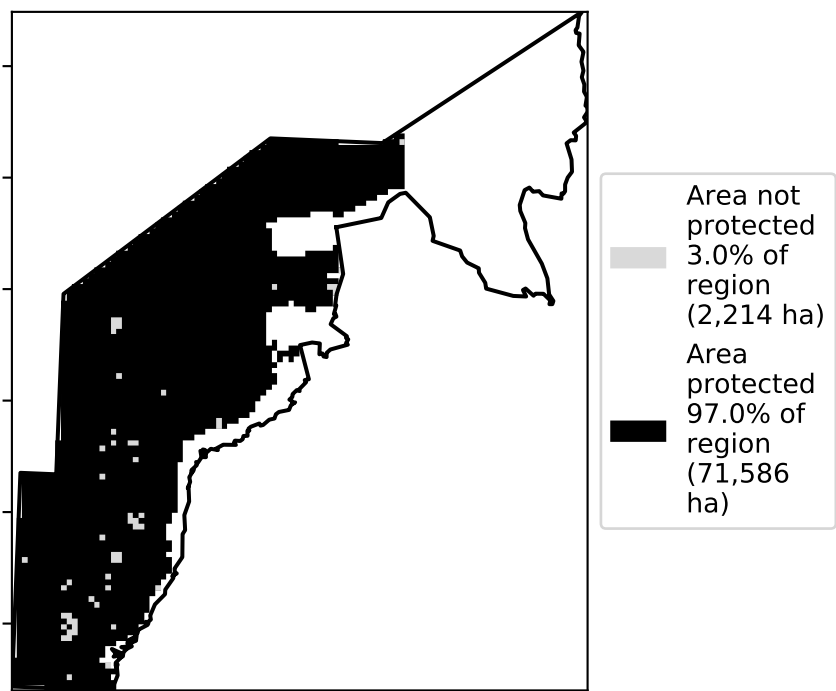 Area not
protected
3.0% of
region
(2,214 ha)
Area
protected
97.0% of
region
(71,586
ha)